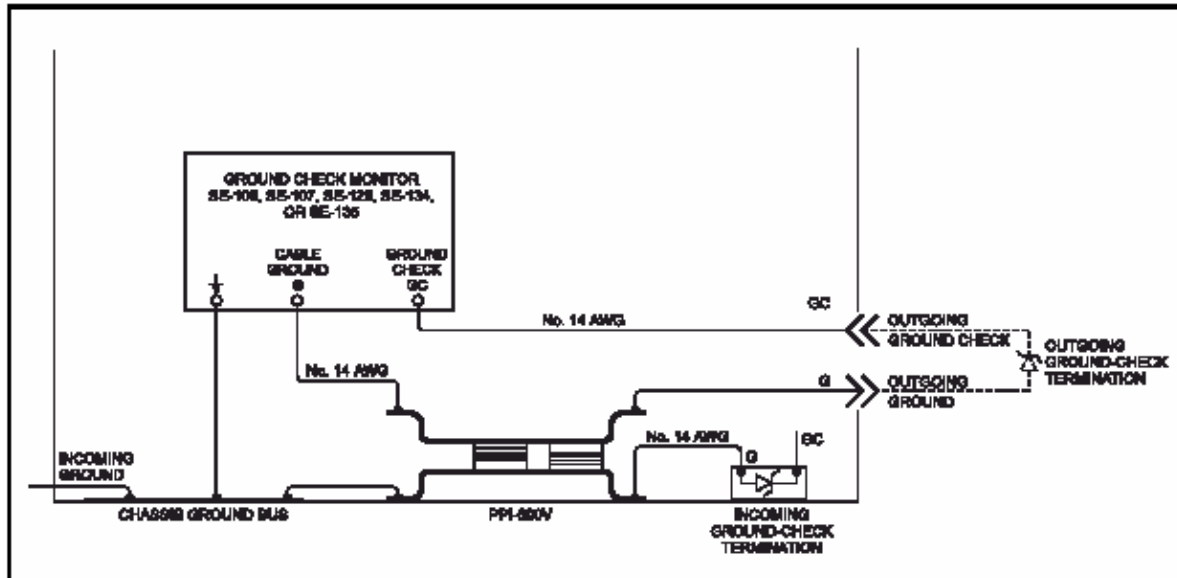 GROUND CHECK MONITOR
SE-105, SE-107, SE-125, SE-134,
OR SE-135
CABLE
GROUND
GROUND
CHECK
GC
GC
No. 14 AWG
OUTGOING
GROUND CHECK
OUTGOING
GROUND-CHECK
TERMINATION
No. 14 AWG
G
OUTGOING
GROUND
No. 14 AWG
GC
G
INCOMING
GROUND
CHASSIS GROUND BUS
PPI-600V
INCOMING
GROUND-CHECK
TERMINATION